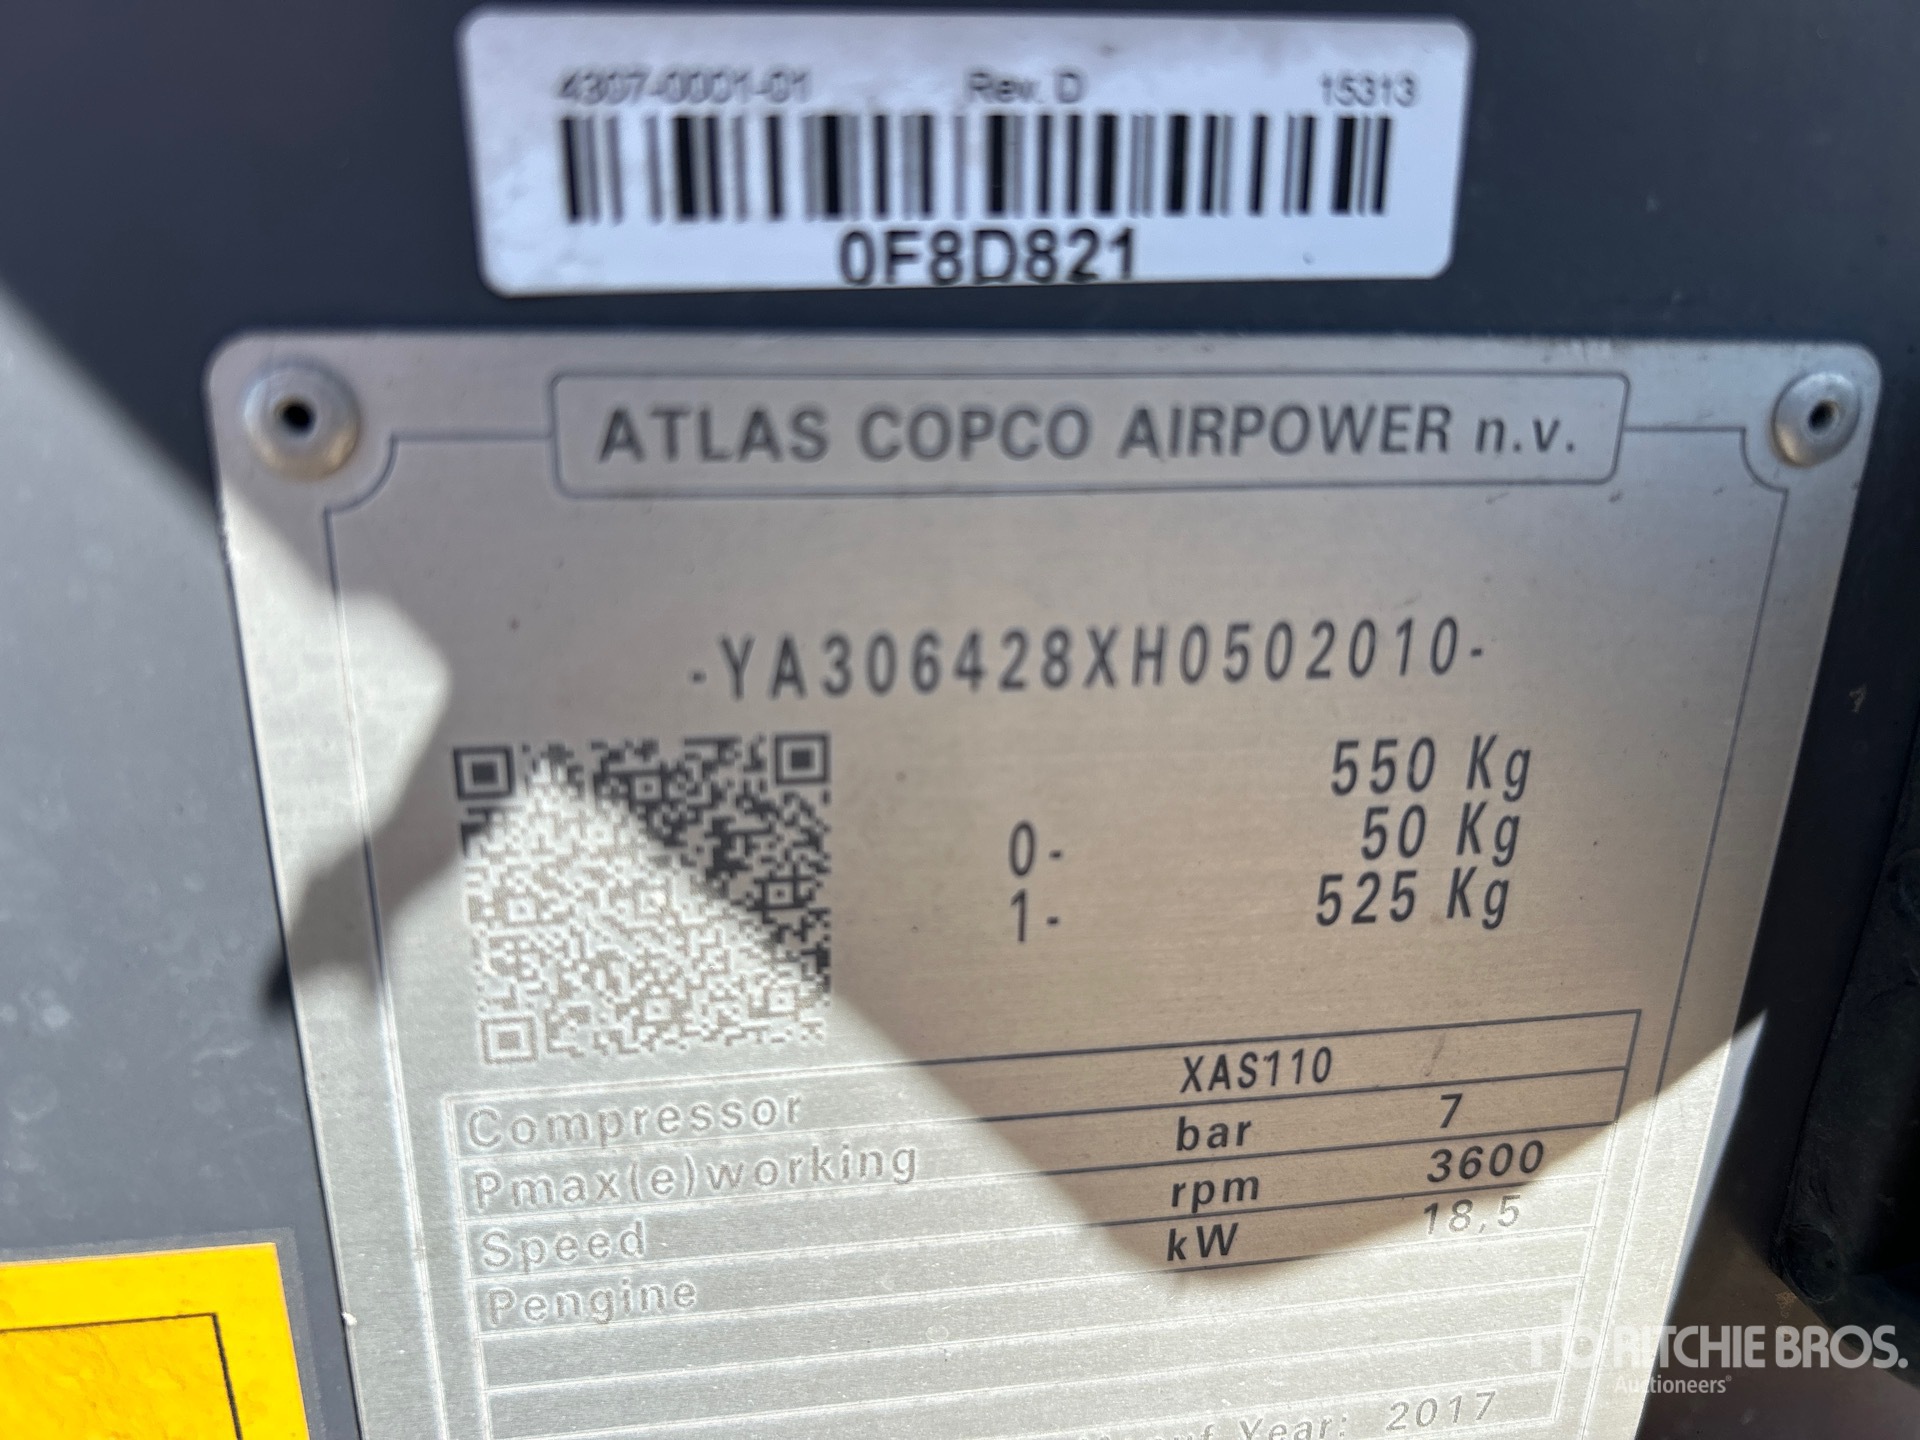 4307-0001-01 Rev. D 15313
0F8D821
ATLAS COPCO AIRPOWER n.v.
-YA306428XH0502010-
550 Kg
0- 50 Kg
1- 525 Kg
Compressor XAS110
Pmax(e)working bar 7
Speed rpm 3600
Pengine kW 18,5
Year: 2017
RITCHIE BROS.
Auctioneers